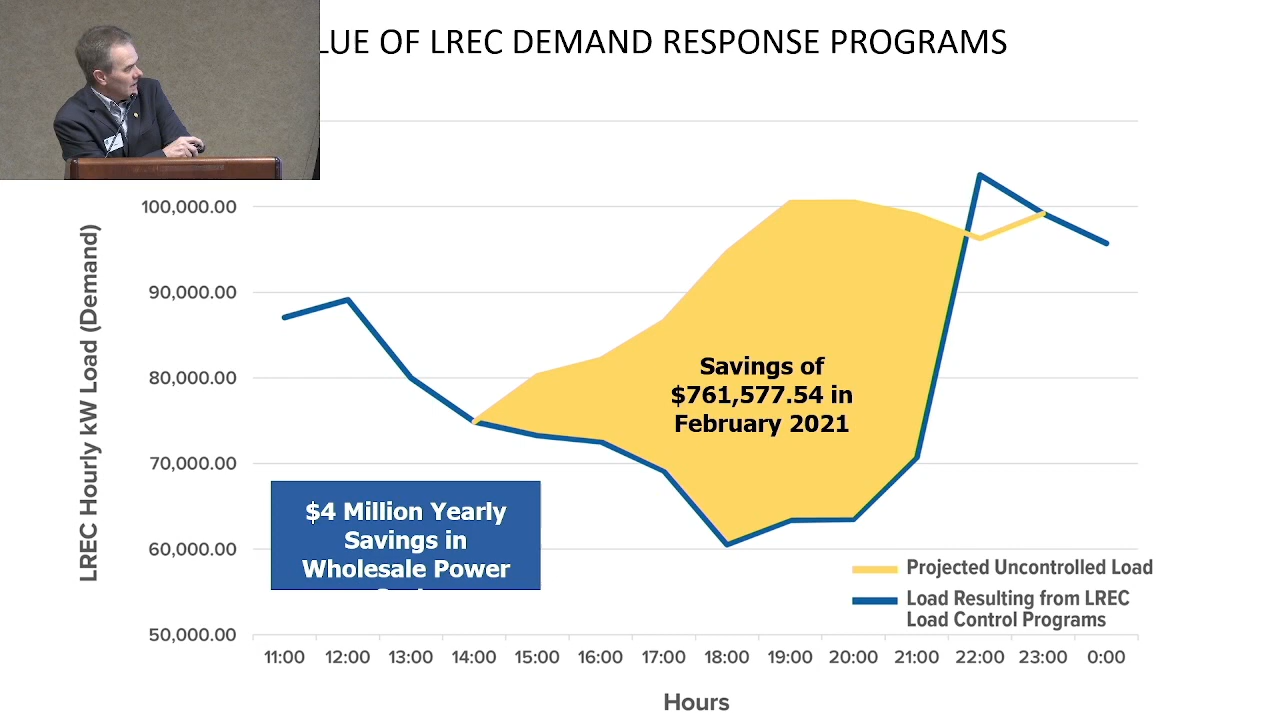 LUE OF LREC DEMAND RESPONSE PROGRAMS
100,000.00
90,000.00
80,000.00
70,000.00
60,000.00
50,000.00
LREC Hourly kW Load (Demand)
Savings of
$761,577.54 in
February 2021
$4 Million Yearly
Savings in
Wholesale Power
Projected Uncontrolled Load
Load Resulting from LREC
Load Control Programs
11:00 12:00 13:00 14:00 15:00 16:00 17:00 18:00 19:00 20:00 21:00 22:00 23:00 0:00
Hours